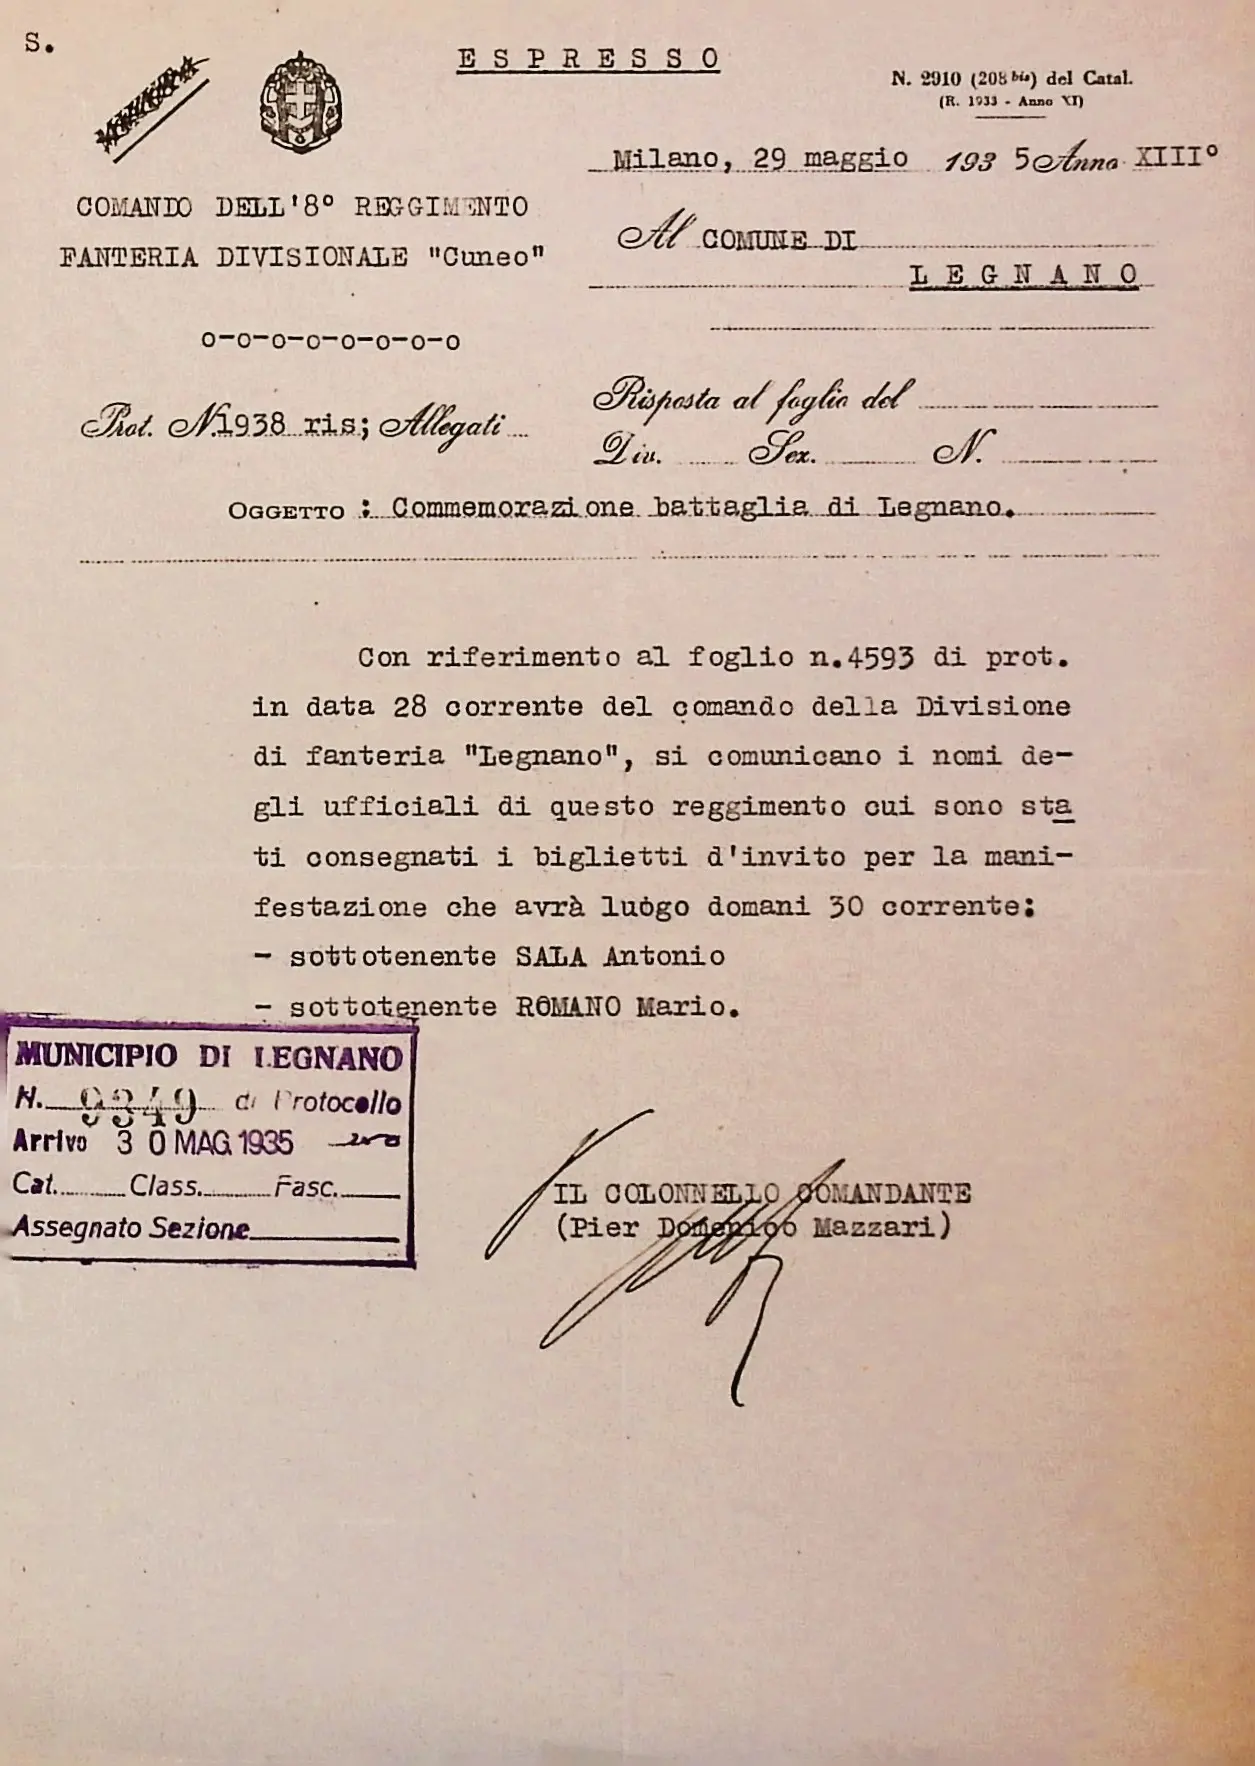 S.
ESPRESSO
N. 2910 (208 bis) del Catal.
(R. 1933 - Anno XI)
Milano, 29 maggio 1935 Anno XIII°
COMANDO DELL'8° REGGIMENTO
FANTERIA DIVISIONALE "Cuneo"
Al COMUNE DI
LEGNANO
o-o-o-o-o-o-o-o
Prot. N. 1938 ris; Allegati
Risposta al foglio del
Div. Sez. N.
OGGETTO : Commemorazione battaglia di Legnano.
Con riferimento al foglio n.4593 di prot.
in data 28 corrente del comando della Divisione
di fanteria "Legnano", si comunicano i nomi de-
gli ufficiali di questo reggimento cui sono sta
ti consegnati i biglietti d'invito per la mani-
festazione che avrà luogo domani 30 corrente:
- sottotenente SALA Antonio
- sottotenente ROMANO Mario.
MUNICIPIO DI LEGNANO
N. 9349 di Protocollo
Arrivo 30 MAG. 1935
Cat. Class. Fasc.
Assegnato Sezione
IL COLONNELLO COMANDANTE
(Pier Domenico Mazzari)